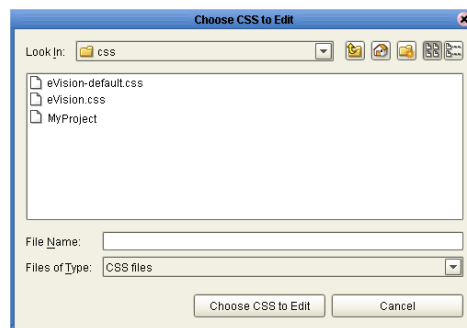 Choose CSS to Edit
Look In: css
eVision-default.css
eVision.css
MyProject
File Name:
Files of Type: CSS files
Choose CSS to Edit Cancel